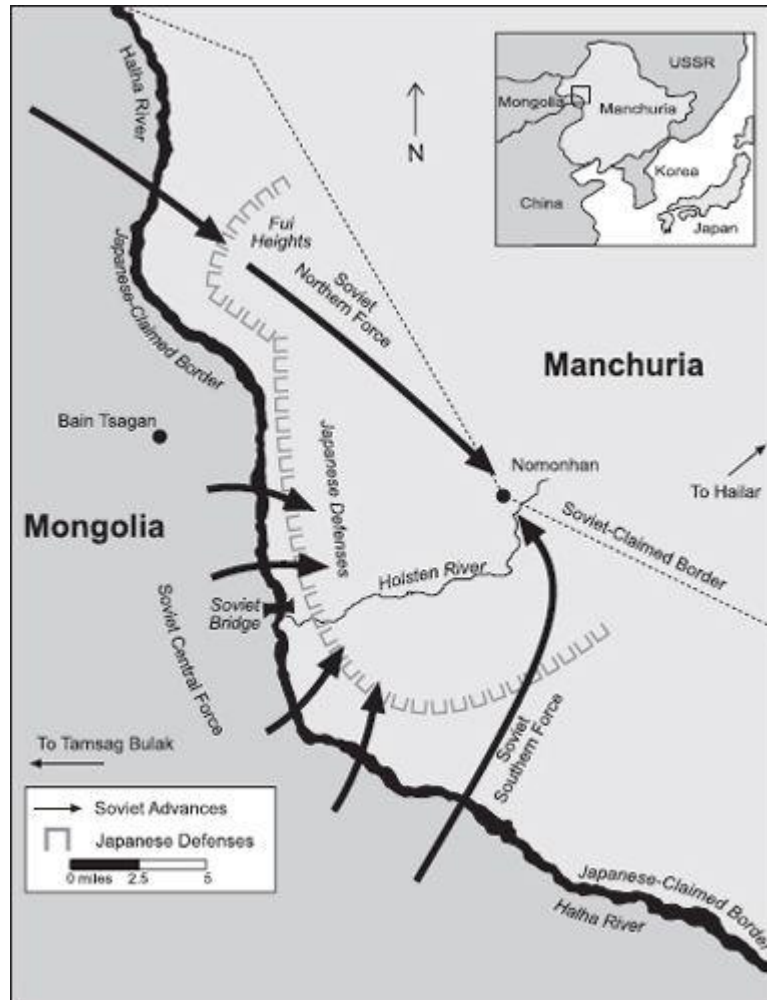 Halha River
USSR
Mongolia
Manchuria
Korea
China
Japan
N
Fui
Heights
Soviet
Northern Force
Japanese-Claimed Border
Manchuria
Bain Tsagan
Japanese Defenses
Nomonhan
To Hailar
Mongolia
Soviet-Claimed Border
Holsten River
Soviet
Bridge
Soviet Central Force
To Tamsag Bulak
Soviet
Southern Force
Soviet Advances
Japanese Defenses
0 miles 2.5 5
Japanese-Claimed Border
Halha River